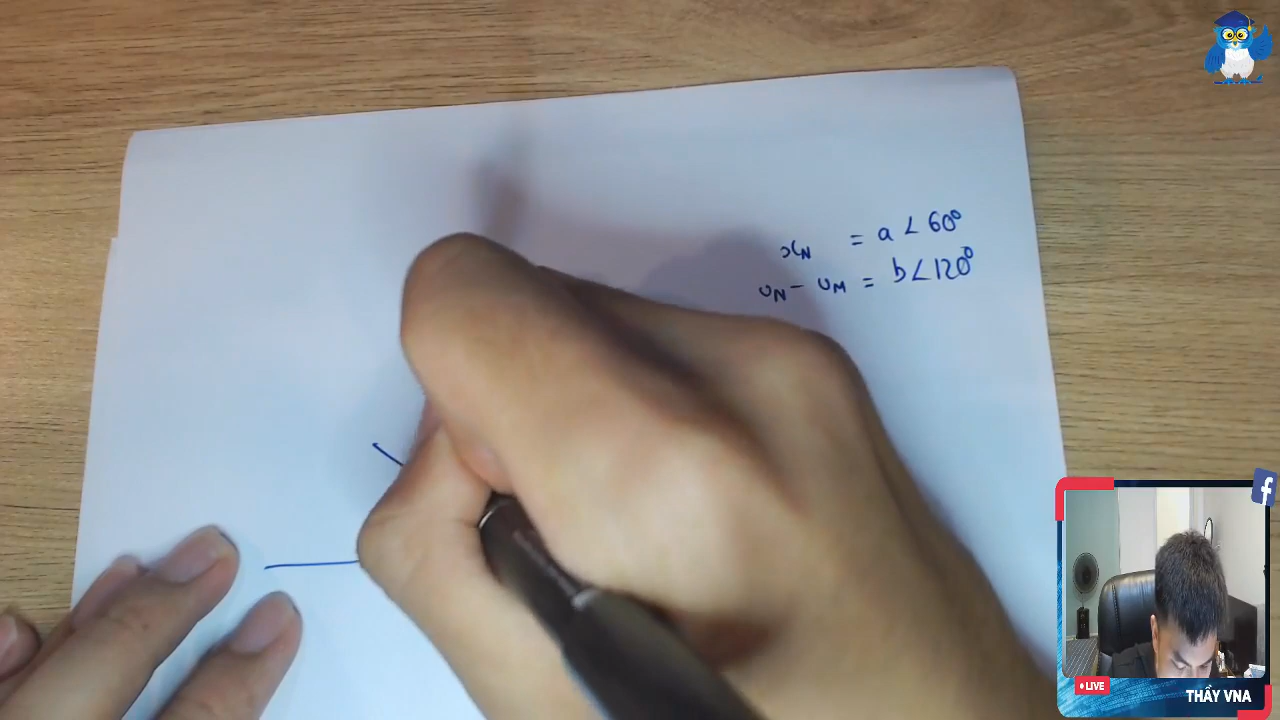 x_N = a ∠ 60°
u_N - u_M = b ∠ 120°
LIVE
THẦY VNA